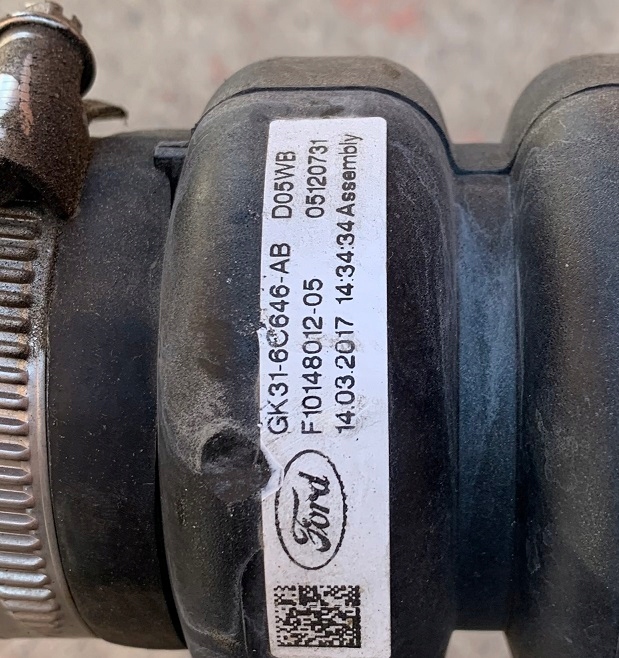 GK31-6C646-AB D05WB
F10148012-05 05120731
14.03.2017 14:34:34 Assembly
Ford